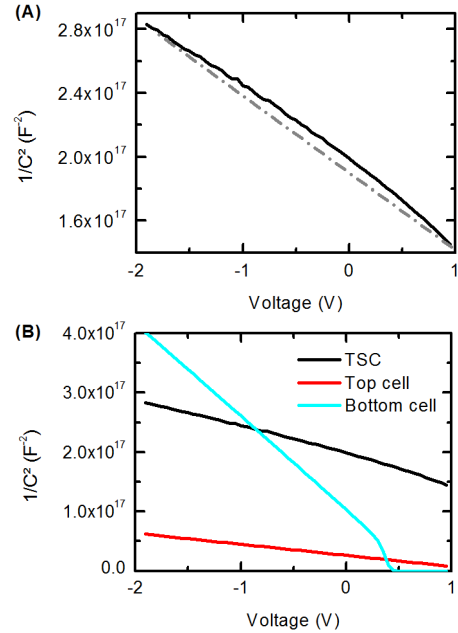 (A)
2.8x10¹⁷
2.4x10¹⁷
2.0x10¹⁷
1.6x10¹⁷
1/C² (F⁻²)
-2
-1
0
1
Voltage (V)
(B)
4.0x10¹⁷
3.0x10¹⁷
2.0x10¹⁷
1.0x10¹⁷
0.0
1/C² (F⁻²)
TSC
Top cell
Bottom cell
-2
-1
0
1
Voltage (V)